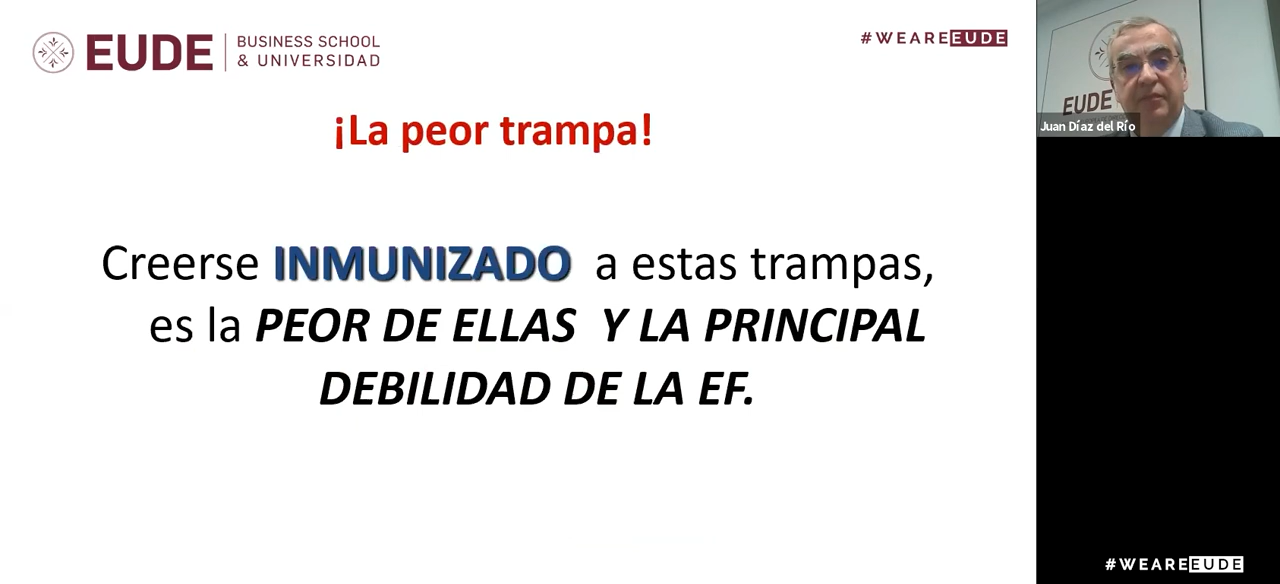 EUDE
BUSINESS SCHOOL
& UNIVERSIDAD
#WEAREEUDE
¡La peor trampa!
Creerse INMUNIZADO a estas trampas,
es la PEOR DE ELLAS Y LA PRINCIPAL
DEBILIDAD DE LA EF.
EUDE
Juan Díaz del Río
#WEAREEUDE